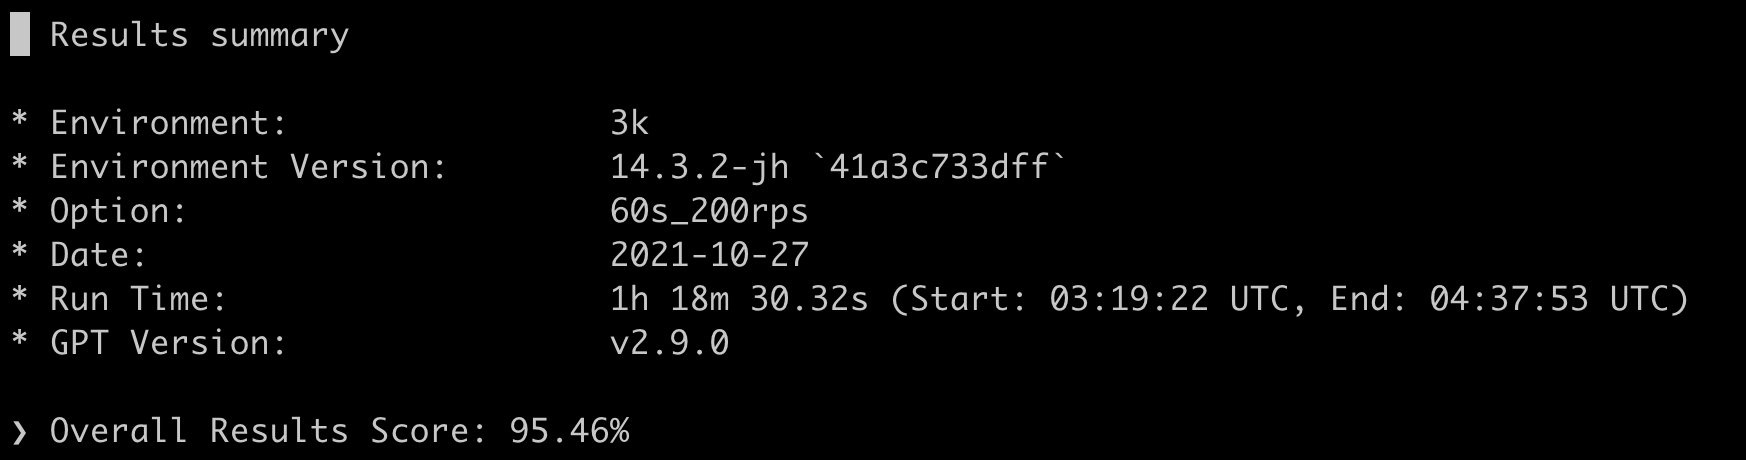 Results summary
* Environment: 3k
* Environment Version: 14.3.2-jh `41a3c733dff`
* Option: 60s_200rps
* Date: 2021-10-27
* Run Time: 1h 18m 30.32s (Start: 03:19:22 UTC, End: 04:37:53 UTC)
* GPT Version: v2.9.0
❯ Overall Results Score: 95.46%